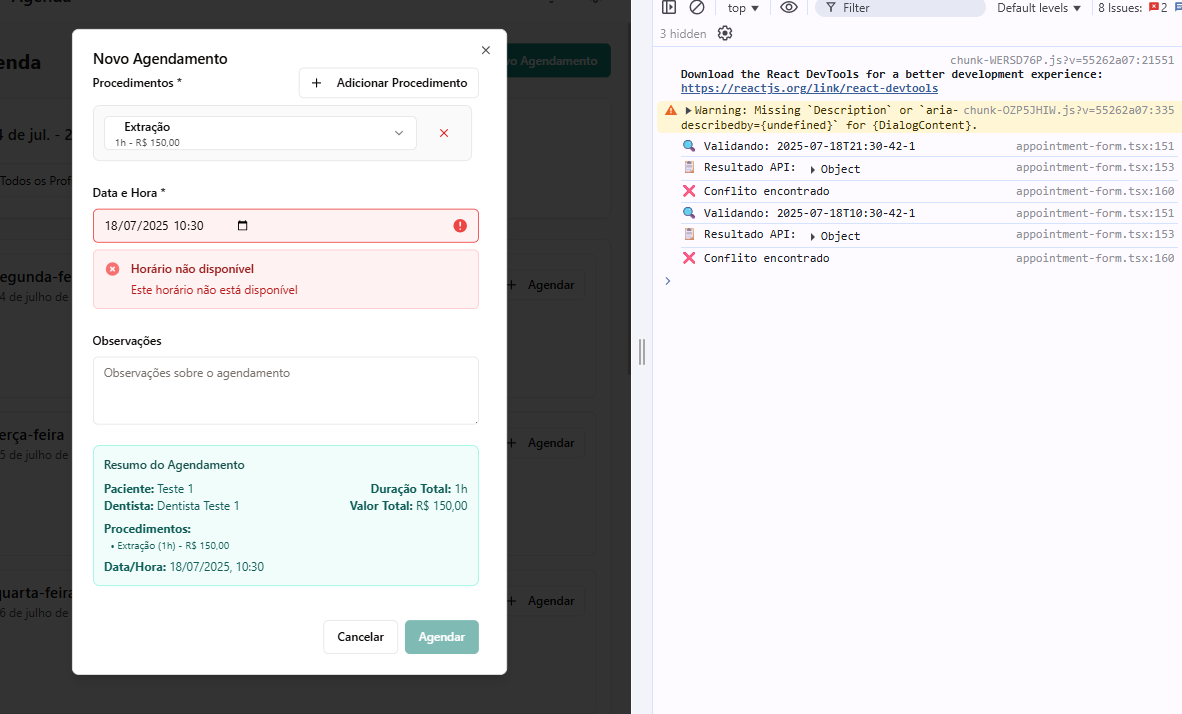 Novo Agendamento
Procedimentos *
Adicionar Procedimento
Extração
1h - R$ 150,00
Data e Hora *
18/07/2025 10:30
Horário não disponível
Este horário não está disponível
Observações
Observações sobre o agendamento
Resumo do Agendamento
Paciente: Teste 1
Duração Total: 1h
Dentista: Dentista Teste 1
Valor Total: R$ 150,00
Procedimentos:
• Extração (1h) - R$ 150,00
Data/Hora: 18/07/2025, 10:30
Cancelar
Agendar
enda
vo Agendamento
4 de jul. - 2
Todos os Prof
egunda-fe
4 de julho de
+ Agendar
erça-feira
5 de julho de
+ Agendar
quarta-feira
6 de julho de
+ Agendar
top
Filter
Default levels
8 Issues:
2
3 hidden
chunk-WERSD76P.js?v=55262a07:21551
Download the React DevTools for a better development experience:
https://reactjs.org/link/react-devtools
Warning: Missing `Description` or `aria-
chunk-OZP5JHIW.js?v=55262a07:335
describedby={undefined}` for {DialogContent}.
Validando: 2025-07-18T21:30-42-1
appointment-form.tsx:151
Resultado API: Object
appointment-form.tsx:153
Conflito encontrado
appointment-form.tsx:160
Validando: 2025-07-18T10:30-42-1
appointment-form.tsx:151
Resultado API: Object
appointment-form.tsx:153
Conflito encontrado
appointment-form.tsx:160